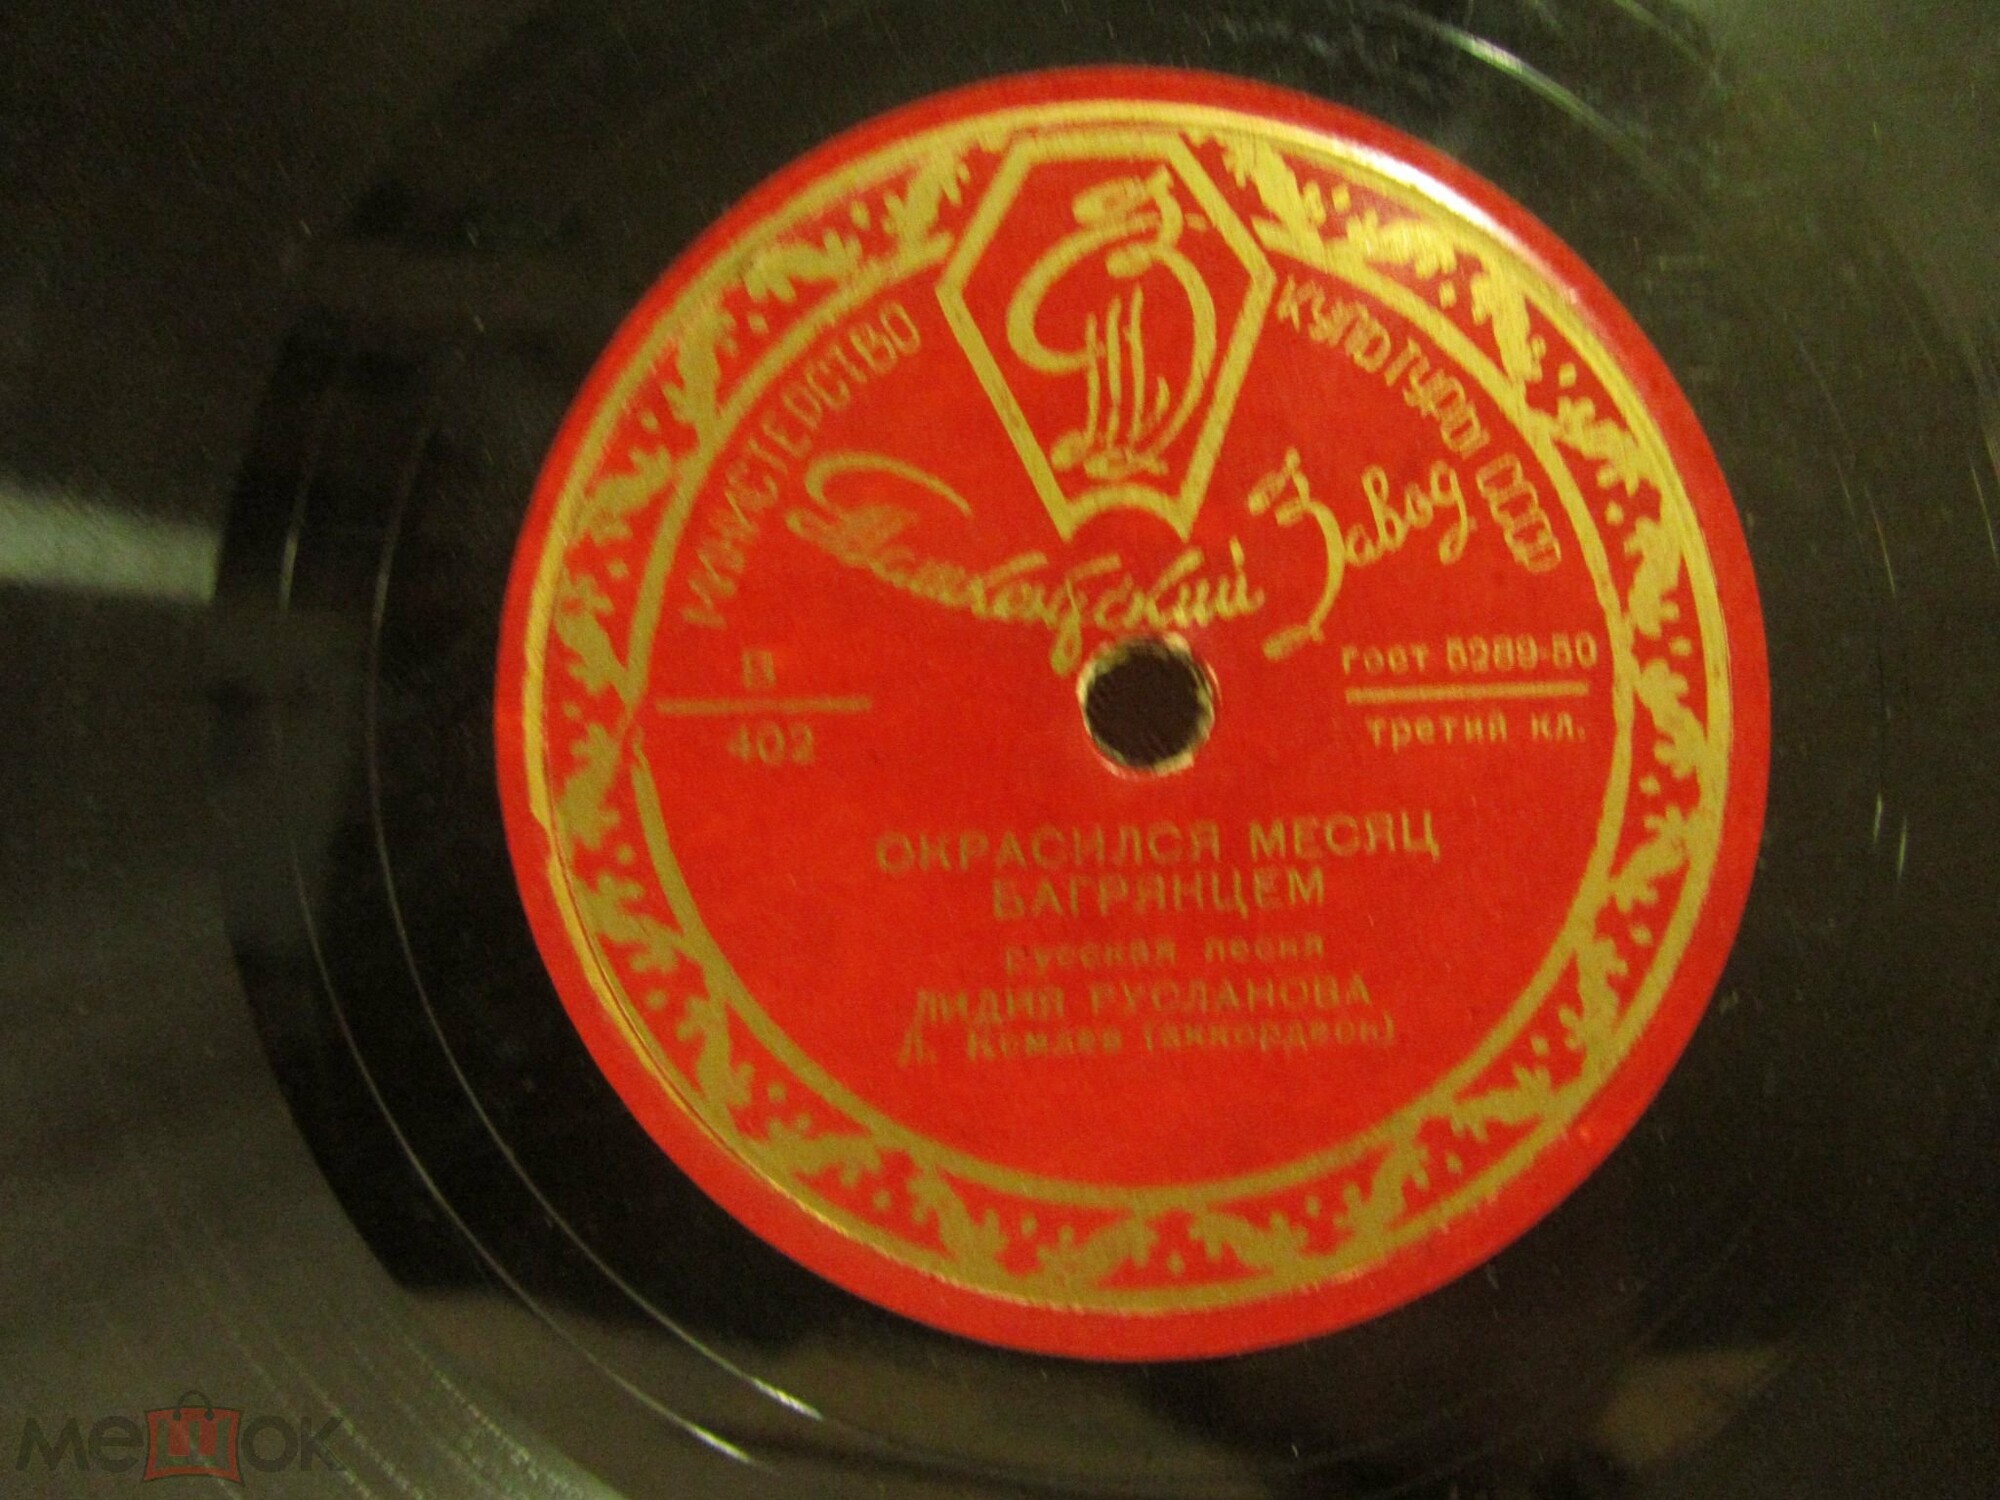 МИНИСТЕРСТВО КУЛЬТУРЫ СССР
Завод
В
402
ГОСТ 5289-50
третий кл.
ОКРАСИЛСЯ МЕСЯЦ
БАГРЯНЦЕМ
русская песня
ЛИДИЯ РУСЛАНОВА
(аккордеон)
мешок